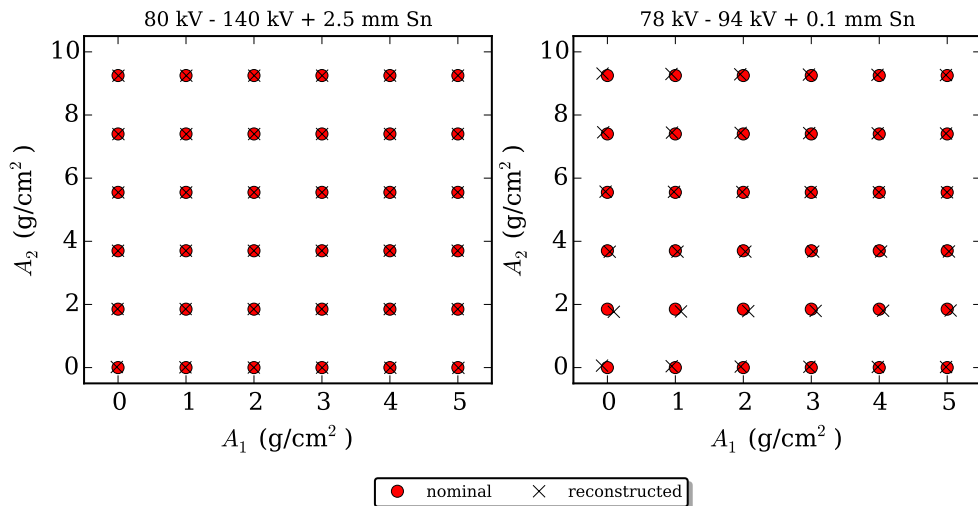 80 kV - 140 kV + 2.5 mm Sn
10
8
6
4
2
0
A₂ (g/cm²)
0 1 2 3 4 5
A₁ (g/cm²)
78 kV - 94 kV + 0.1 mm Sn
10
8
6
4
2
0
A₂ (g/cm²)
0 1 2 3 4 5
A₁ (g/cm²)
nominal reconstructed